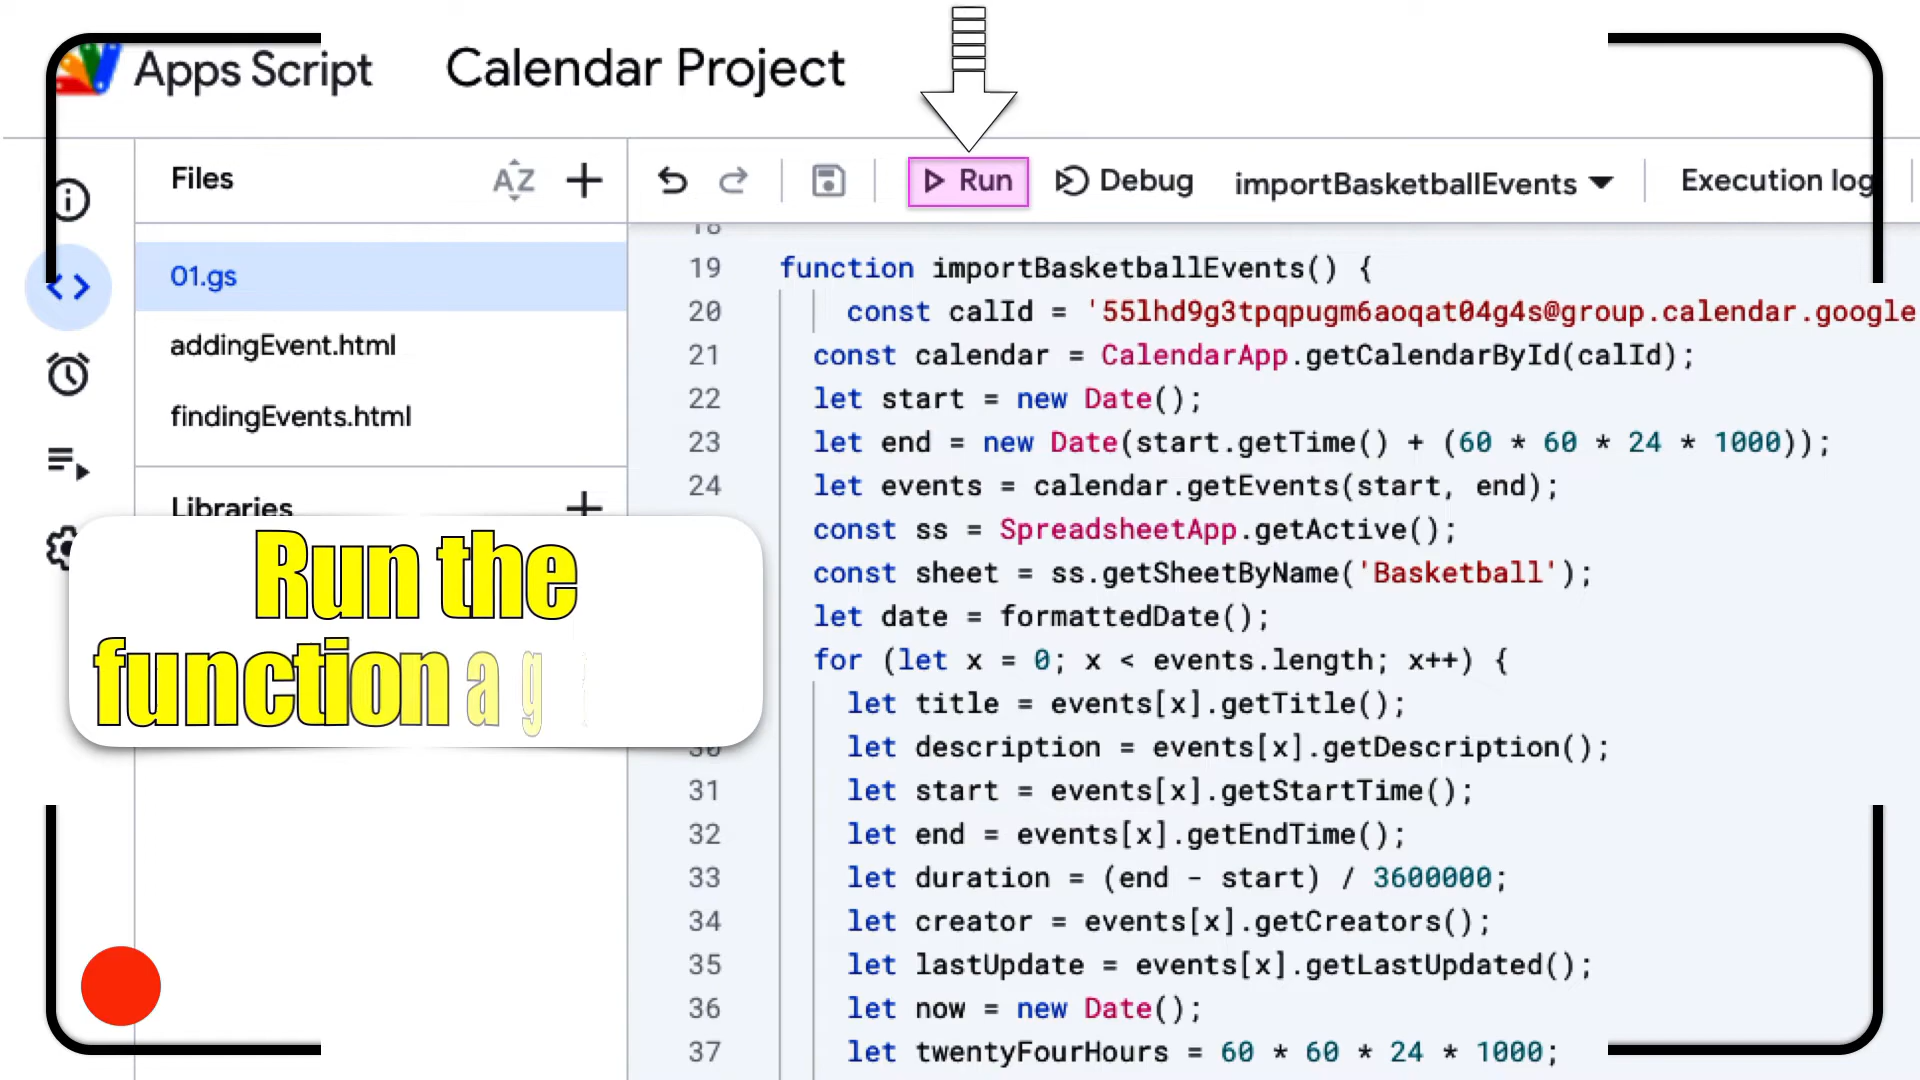 Apps Script
Calendar Project
Files
AZ
Run
Debug
importBasketballEvents
Execution log
01.gs
addingEvent.html
findingEvents.html
Libraries
Run the
function ag
18
19 function importBasketballEvents() {
20 const calId = '55lhd9g3tpqpugm6aoqat04g4s@group.calendar.google
21 const calendar = CalendarApp.getCalendarById(calId);
22 let start = new Date();
23 let end = new Date(start.getTime() + (60 * 60 * 24 * 1000));
24 let events = calendar.getEvents(start, end);
const ss = SpreadsheetApp.getActive();
const sheet = ss.getSheetByName('Basketball');
let date = formattedDate();
for (let x = 0; x < events.length; x++) {
let title = events[x].getTitle();
30 let description = events[x].getDescription();
31 let start = events[x].getStartTime();
32 let end = events[x].getEndTime();
33 let duration = (end - start) / 3600000;
34 let creator = events[x].getCreators();
35 let lastUpdate = events[x].getLastUpdated();
36 let now = new Date();
37 let twentyFourHours = 60 * 60 * 24 * 1000;